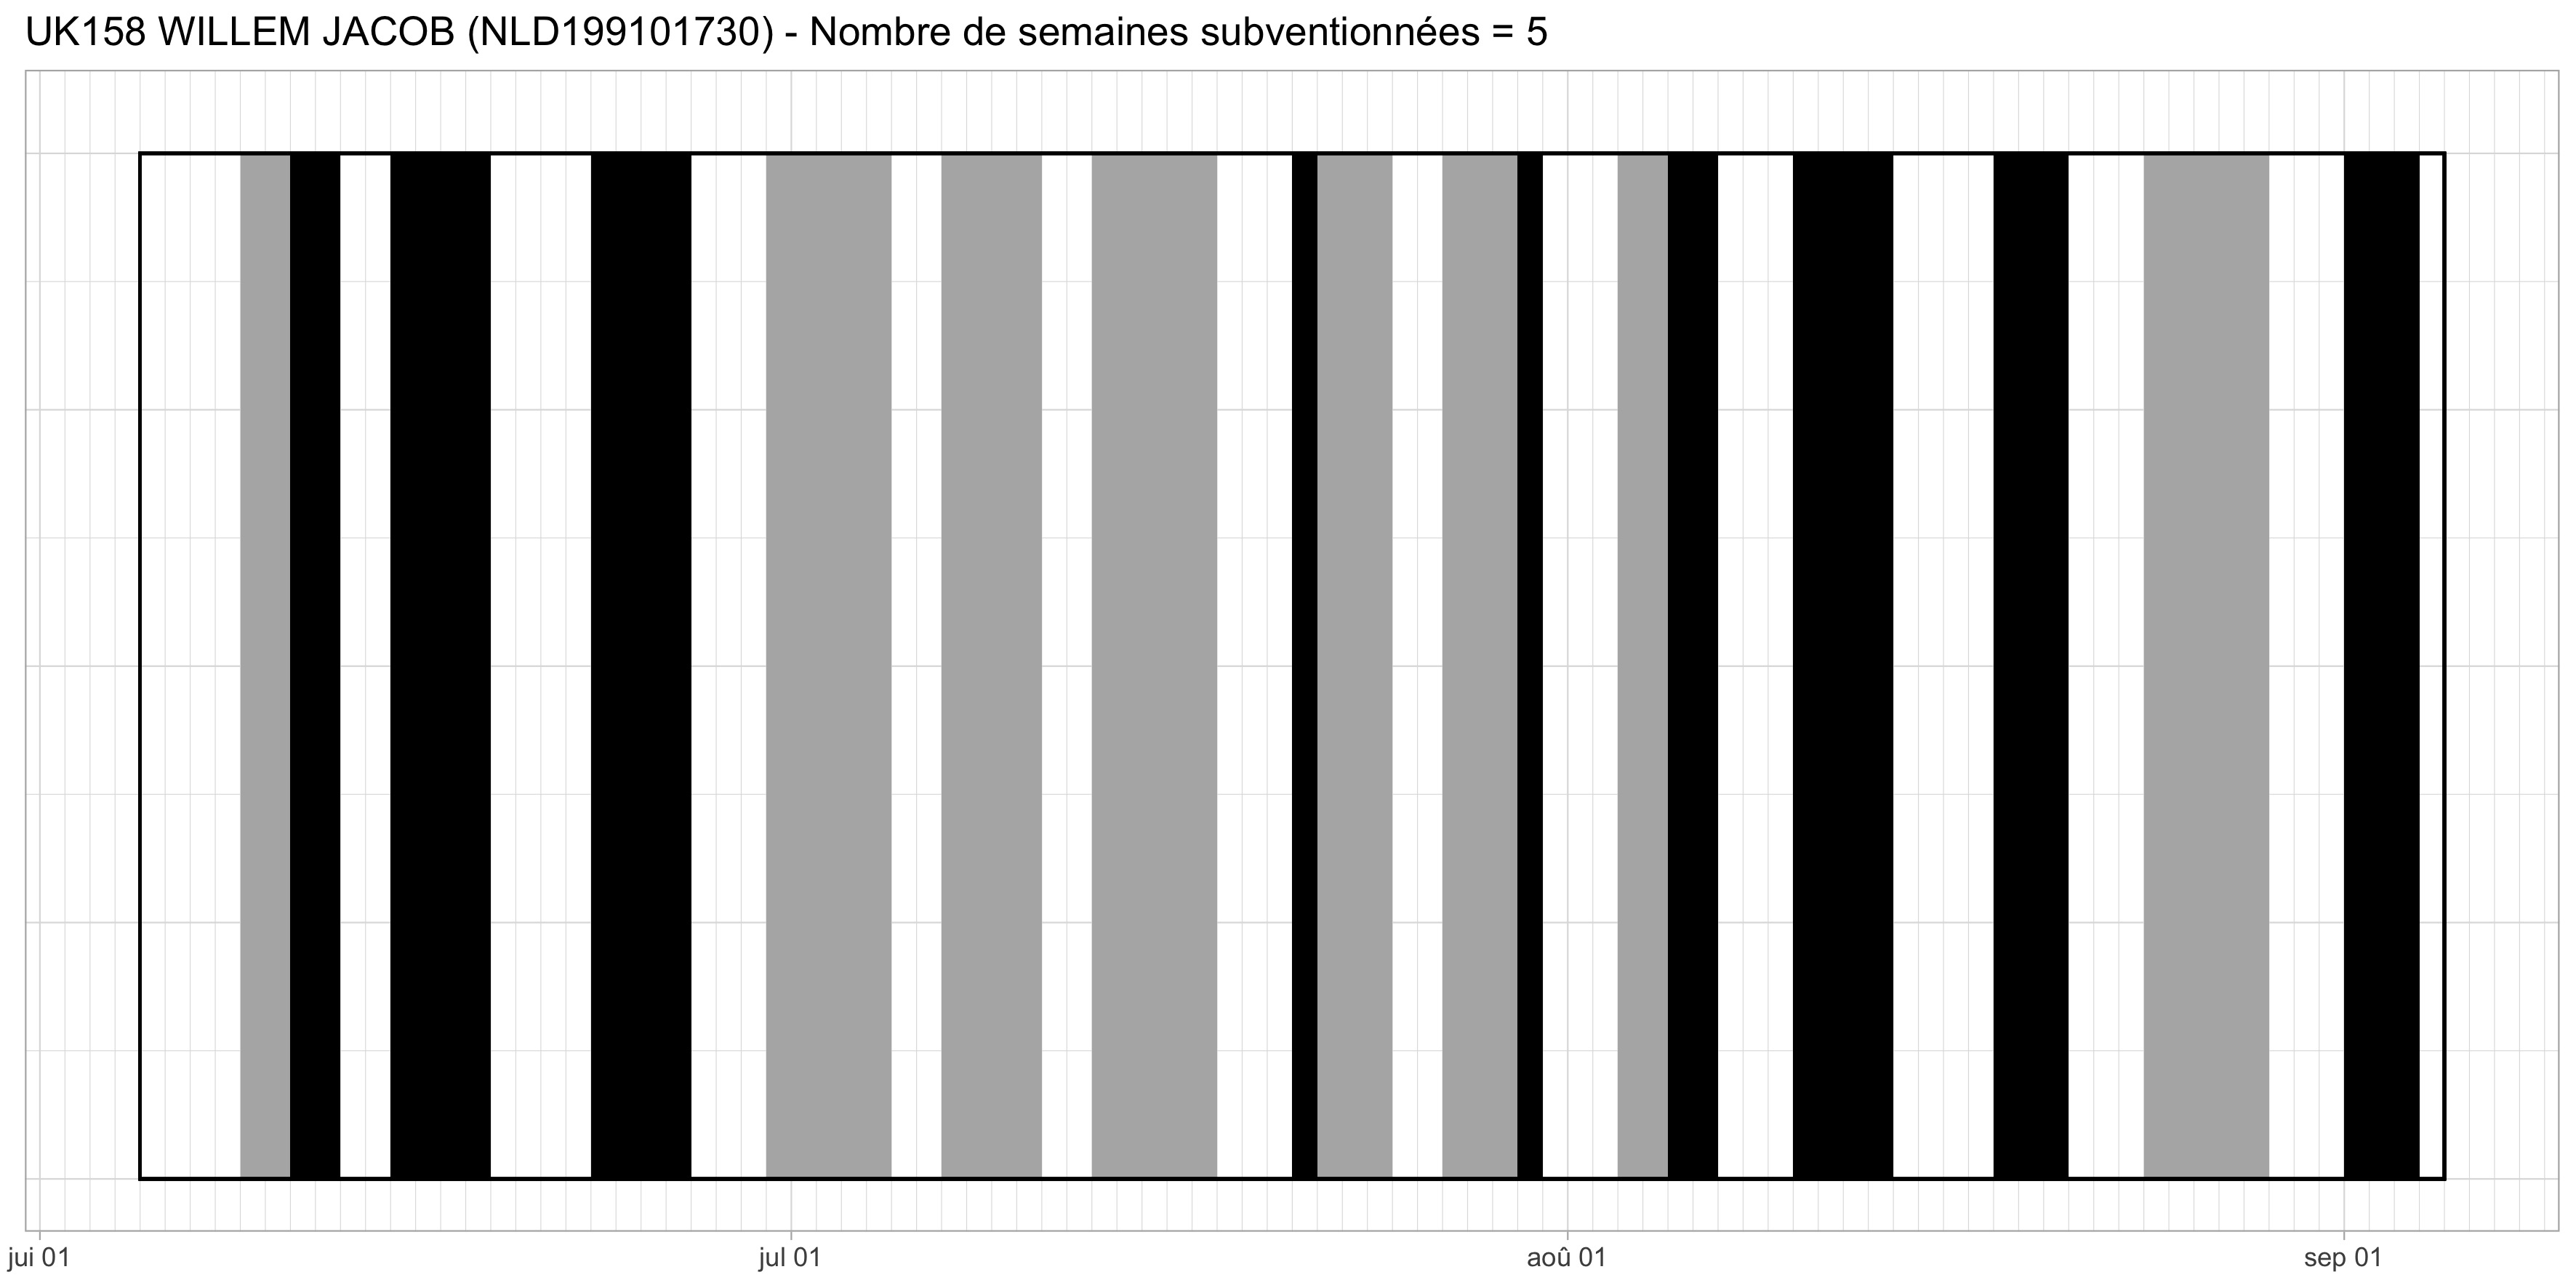 UK158 WILLEM JACOB (NLD199101730) - Nombre de semaines subventionnées = 5
jui 01 jul 01 aoû 01 sep 01